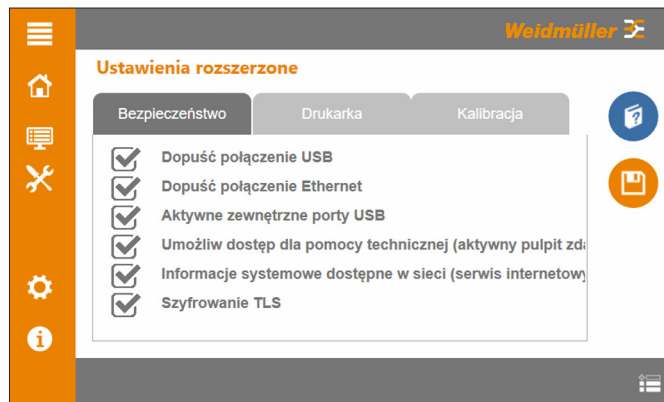 Weidmüller
Ustawienia rozszerzone
Bezpieczeństwo Drukarka Kalibracja
Dopuść połączenie USB
Dopuść połączenie Ethernet
Aktywne zewnętrzne porty USB
Umożliw dostęp dla pomocy technicznej (aktywny pulpit
Informacje systemowe dostępne w sieci (serwis internetowy
Szyfrowanie TLS